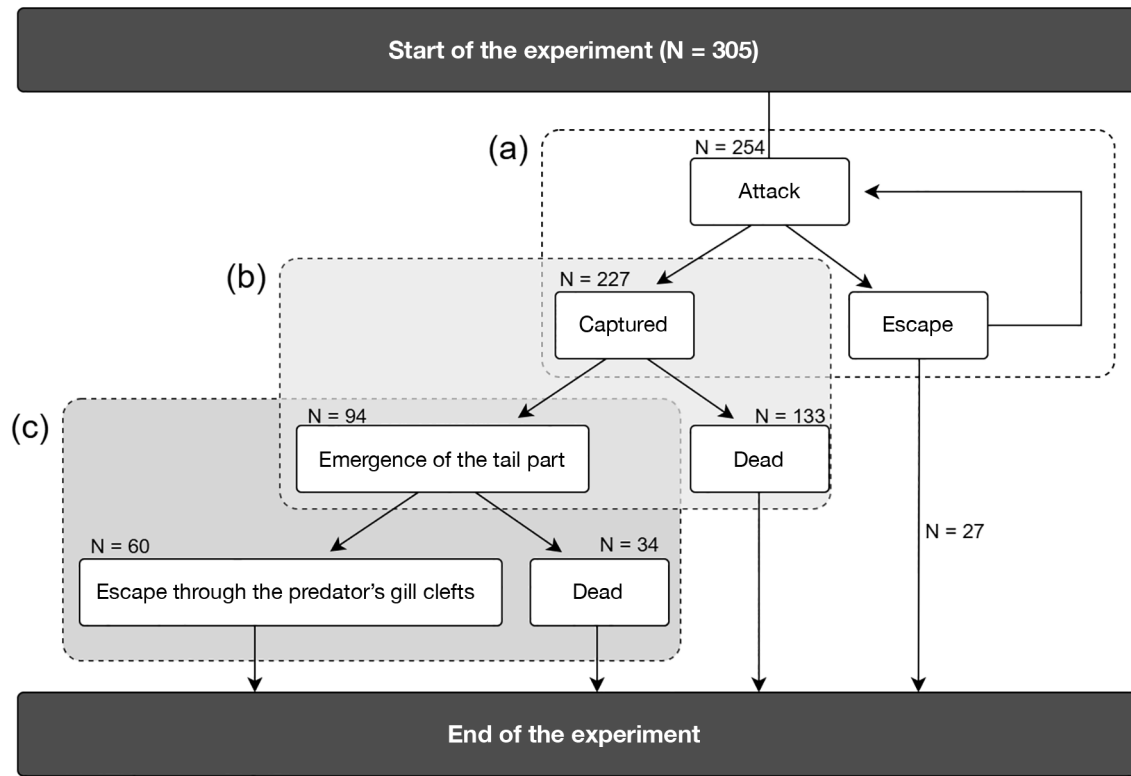 Start of the experiment (N = 305)
(a)
N = 254
Attack
(b)
N = 227
Captured
Escape
(c)
N = 94
N = 133
Emergence of the tail part
Dead
N = 27
N = 60
N = 34
Escape through the predator’s gill clefts
Dead
End of the experiment